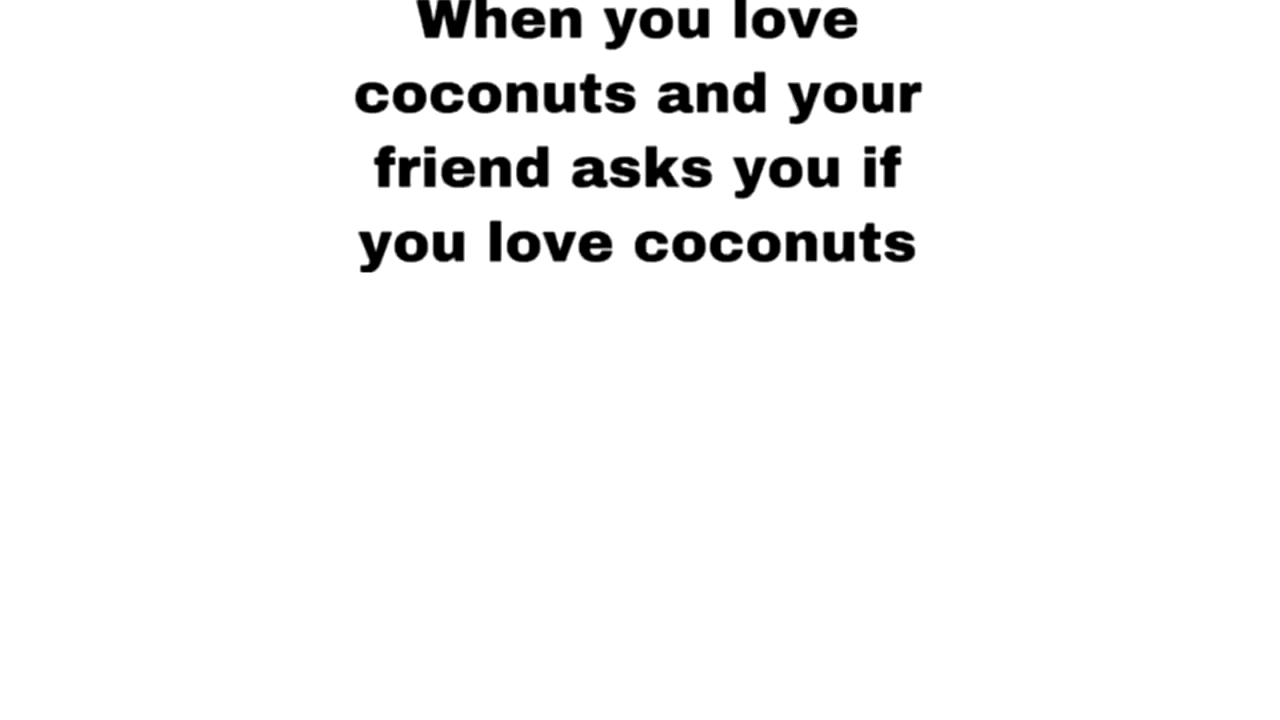 When you love
coconuts and your
friend asks you if
you love coconuts